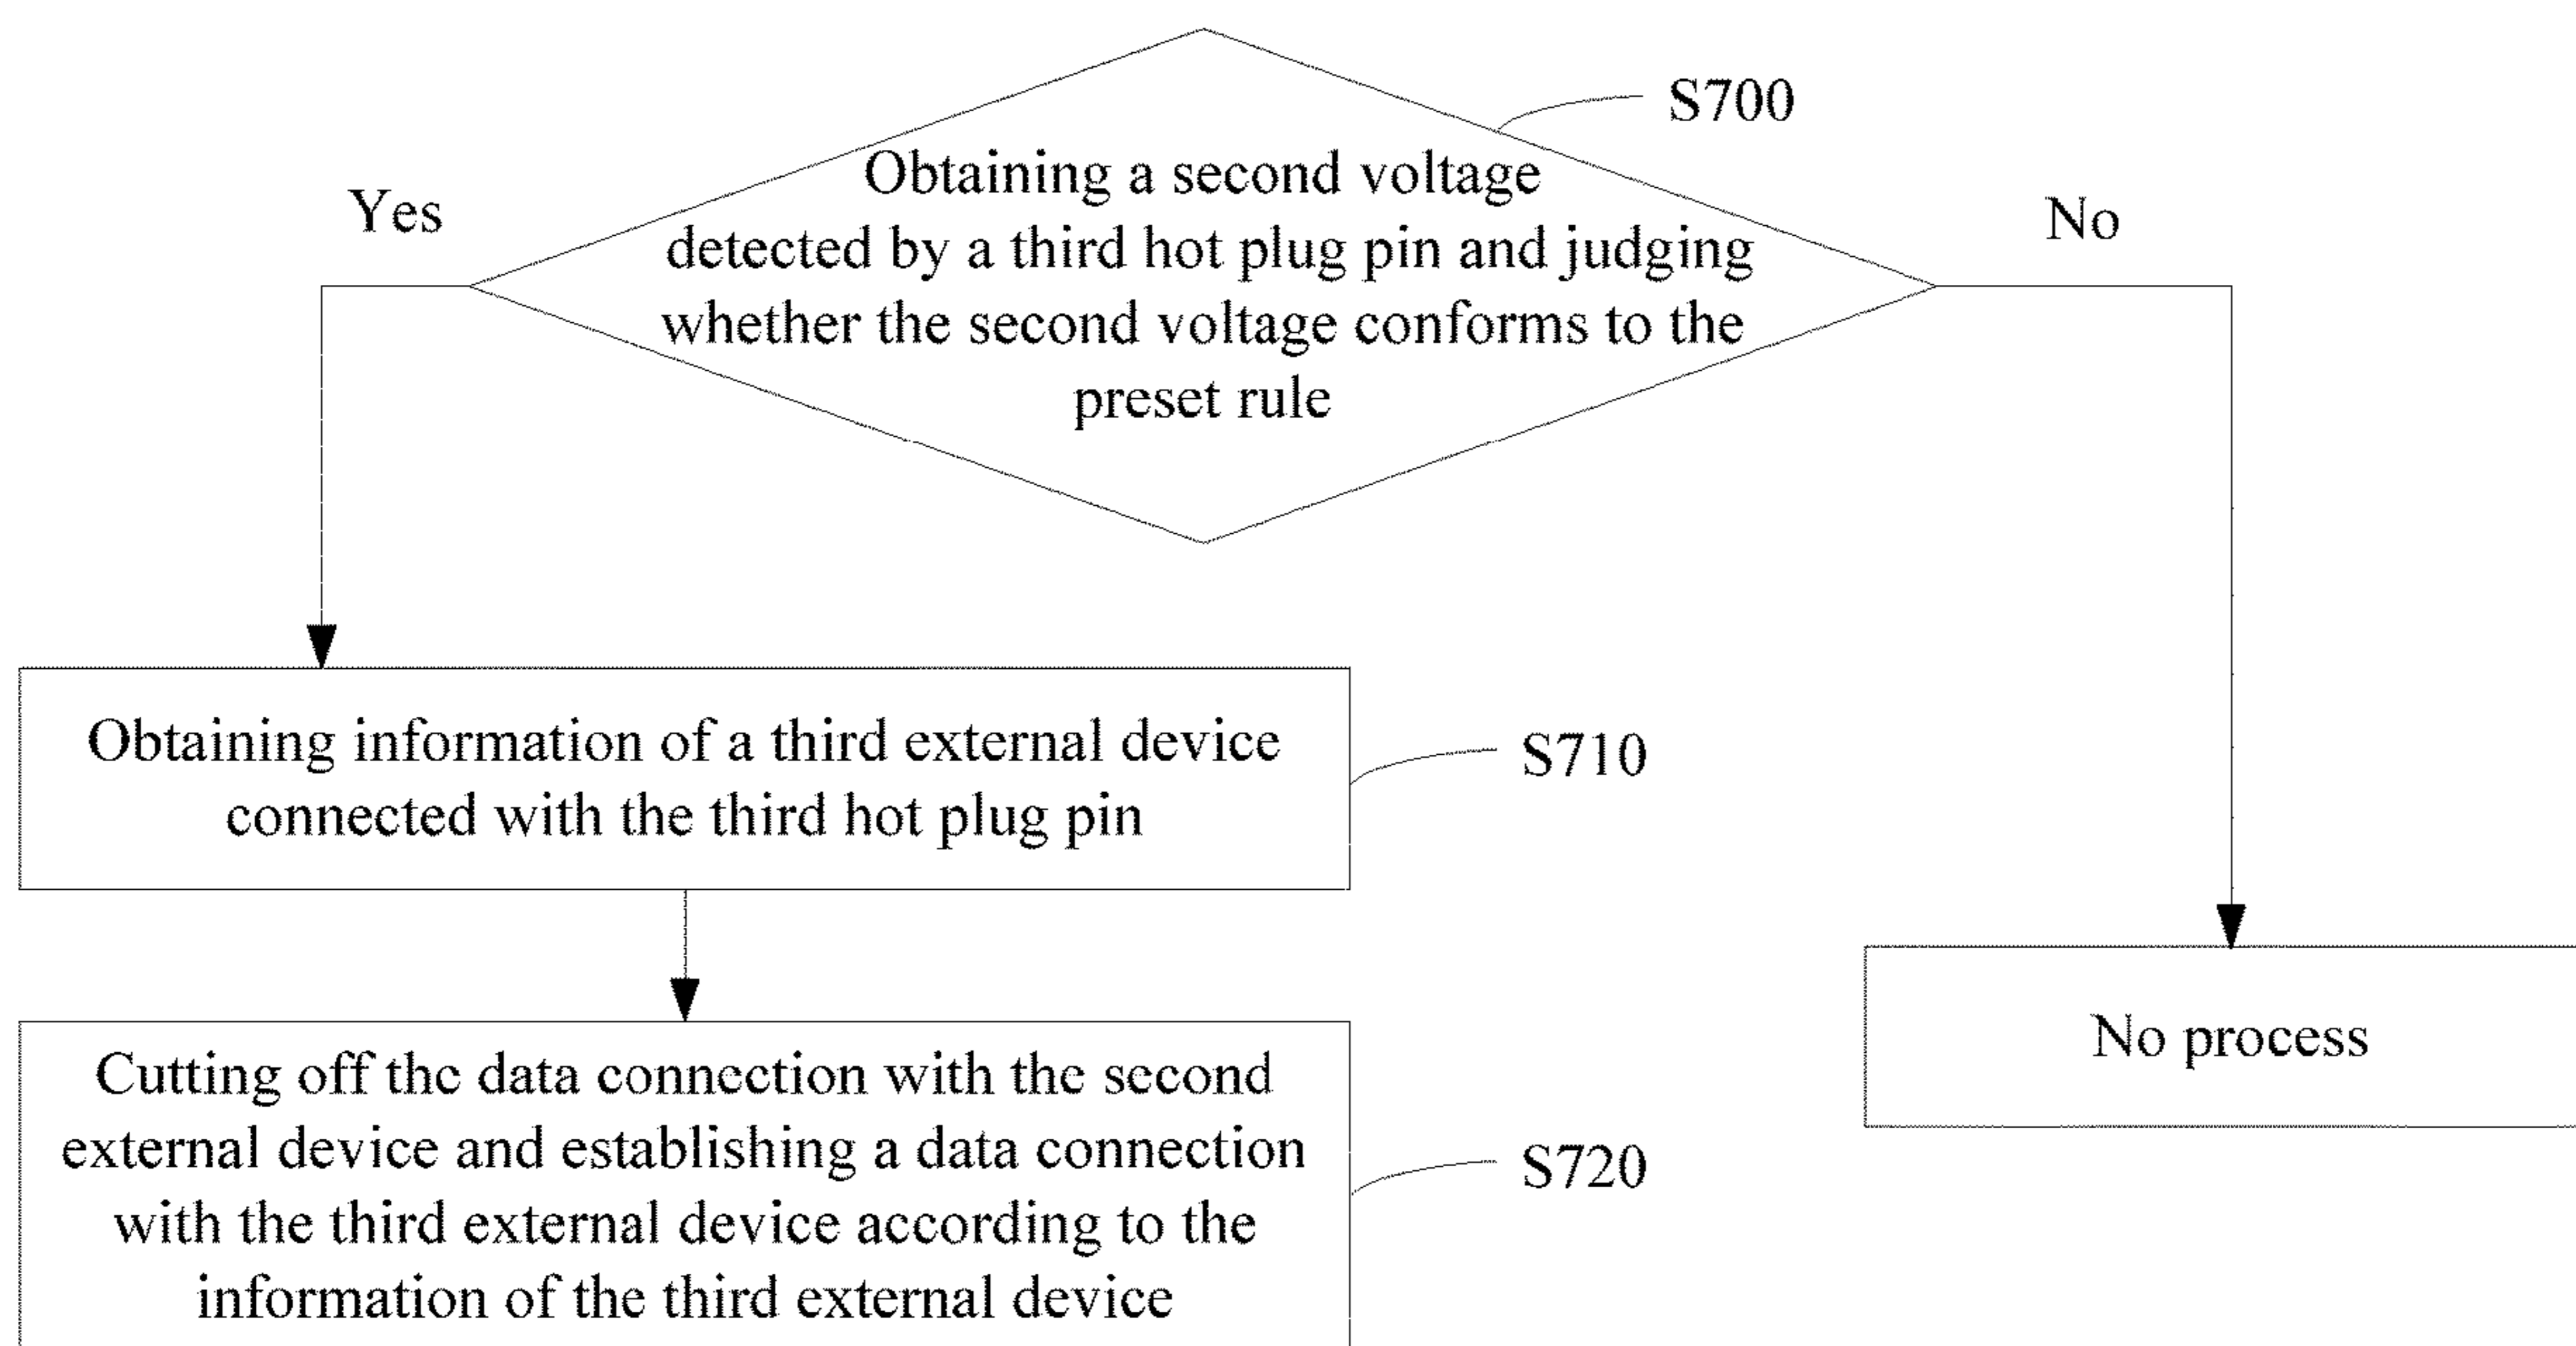 S700
Obtaining a second voltage
Yes
No
detected by a third hot plug pin and judging
whether the second voltage conforms to the
preset rule
Obtaining information of a third external device
S710
connected with the third hot plug pin
No process
Cutting off the data connection with the second
external device and establishing a data connection
S720
with the third external device according to the
information of the third external device